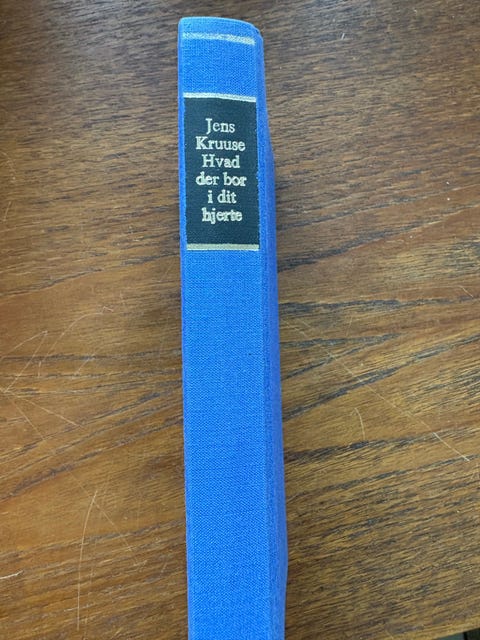 Jens
Kruuse
Hvad
der bor
i dit
hjerte